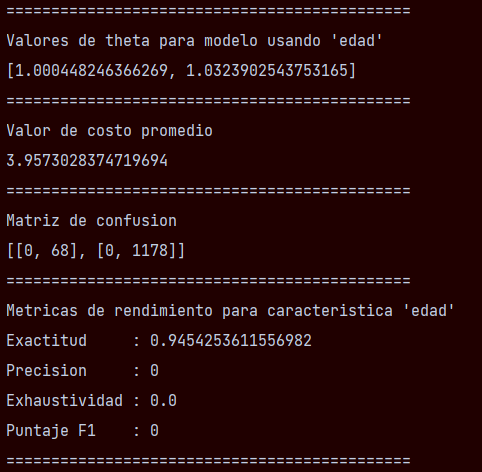 =============================================
Valores de theta para modelo usando 'edad'
[1.000448246366269, 1.0323902543753165]
=============================================
Valor de costo promedio
3.9573028374719694
=============================================
Matriz de confusion
[[0, 68], [0, 1178]]
=============================================
Metricas de rendimiento para caracteristica 'edad'
Exactitud     : 0.9454253611556982
Precision     : 0
Exhaustividad : 0.0
Puntaje F1    : 0
=============================================